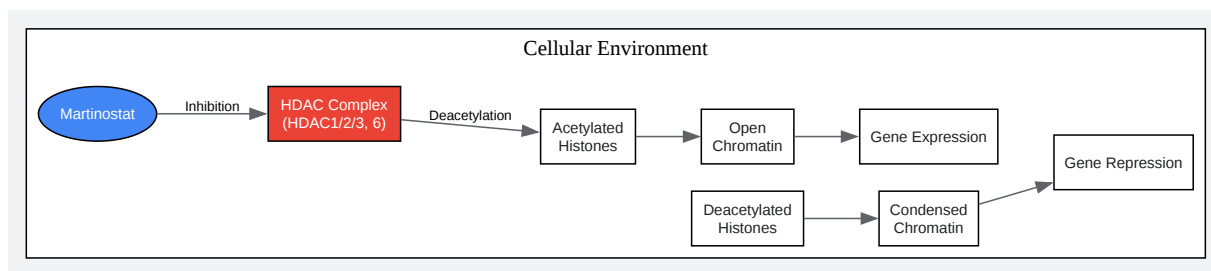 Cellular Environment
Martinostat
Inhibition
HDAC Complex
(HDAC1/2/3, 6)
Deacetylation
Acetylated
Histones
Open
Chromatin
Gene Expression
Gene Repression
Deacetylated
Histones
Condensed
Chromatin